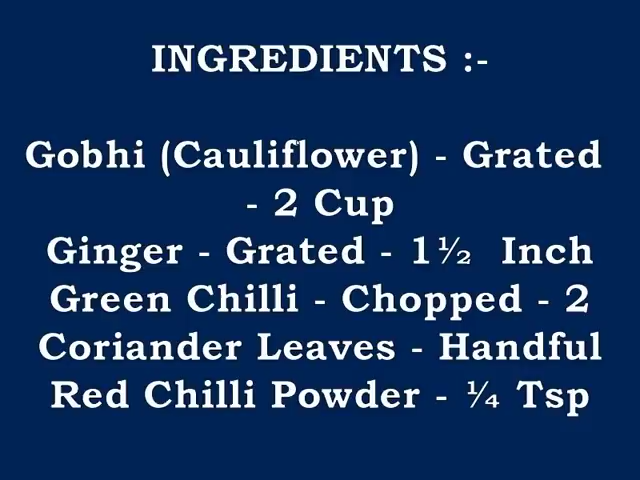 INGREDIENTS :-
Gobhi (Cauliflower) - Grated
- 2 Cup
Ginger - Grated - 1½ Inch
Green Chilli - Chopped - 2
Coriander Leaves - Handful
Red Chilli Powder - ¼ Tsp